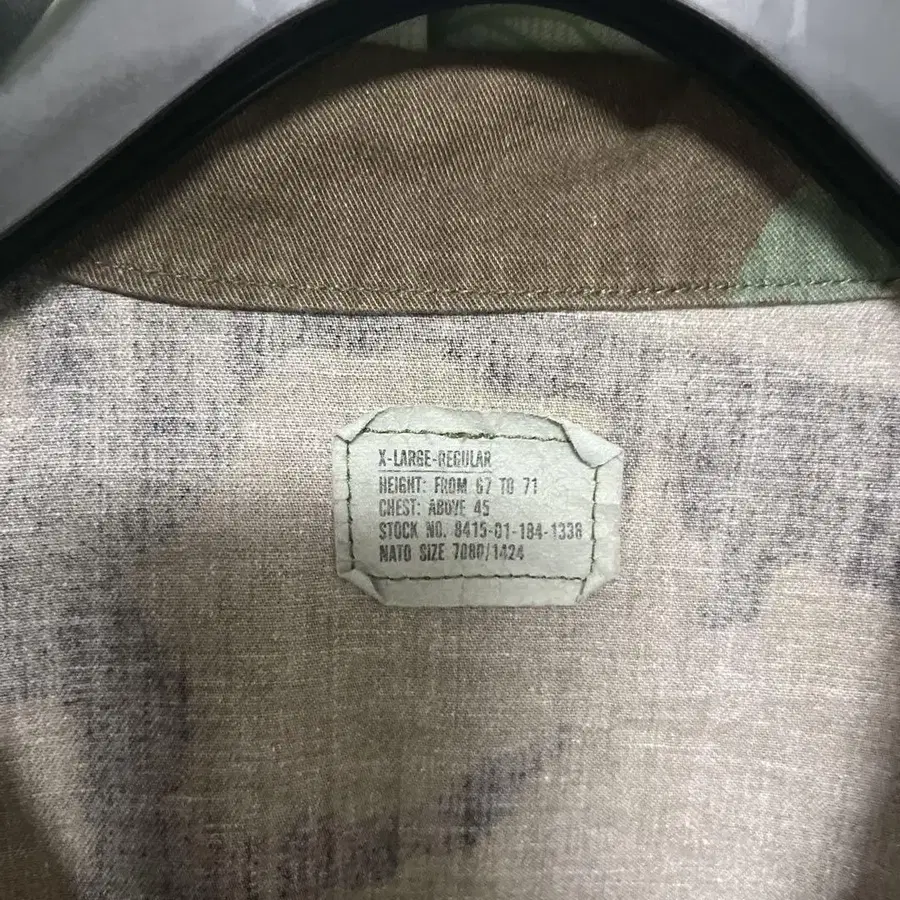 X-LARGE-REGULAR
HEIGHT: FROM 67 TO 71
CHEST: ABOVE 45
STOCK NO. 8415-01-184-1338
NATO SIZE 7080/1424